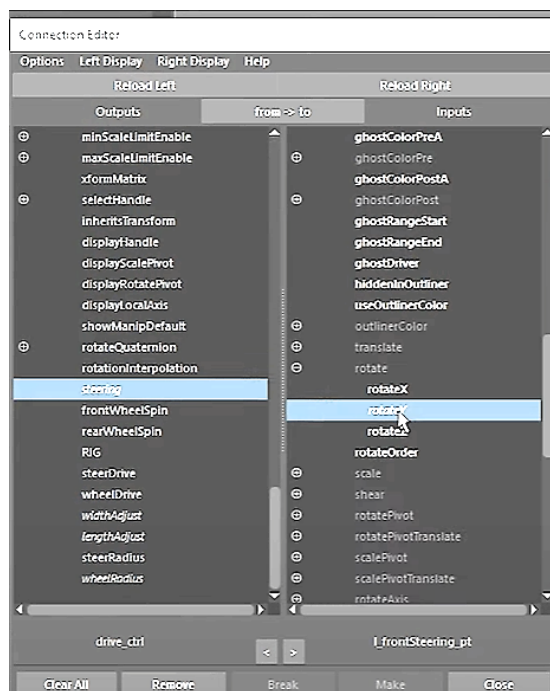 Connection Editor
Options Left Display Right Display Help
Reload Left Reload Right
Outputs from -> to Inputs
minScaleLimitEnable
maxScaleLimitEnable
xformMatrix
selectHandle
inheritsTransform
displayHandle
displayScalePivot
displayRotatePivot
displayLocalAxis
showManipDefault
rotateQuaternion
rotationInterpolation
steering
frontWheelSpin
rearWheelSpin
RIG
steerDrive
wheelDrive
widthAdjust
lengthAdjust
steerRadius
wheelRadius
ghostColorPreA
ghostColorPre
ghostColorPostA
ghostColorPost
ghostRangeStart
ghostRangeEnd
ghostDriver
hiddenInOutliner
useOutlinerColor
outlinerColor
translate
rotate
rotateX
rotateY
rotateZ
rotateOrder
scale
shear
rotatePivot
rotatePivotTranslate
scalePivot
scalePivotTranslate
rotateAxis
drive_ctrl < > l_frontSteering_pt
Clear All Remove Break Make Close